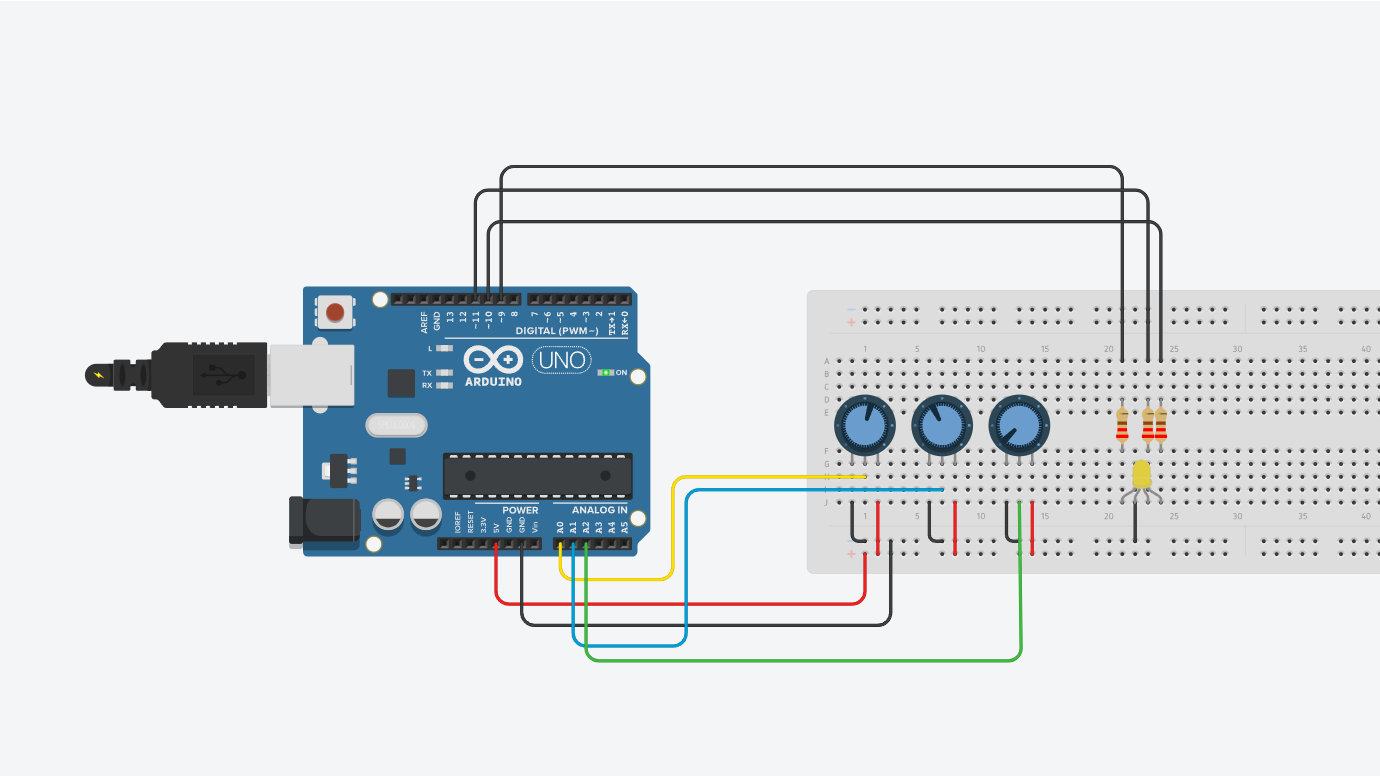 AREF
GND
13
12
~11
~10
~9
8
7
~6
~5
4
~3
2
TX→1
RX←0
DIGITAL (PWM~)
L
TX
RX
ARDUINO
UNO
ON
IOREF
RESET
3.3V
5V
GND
GND
Vin
POWER
ANALOG IN
A0
A1
A2
A3
A4
A5
1 5 10 15 20 25 30 35 40
A
B
C
D
E
F
G
H
J
1 5 10 15 20 25 30 35 40